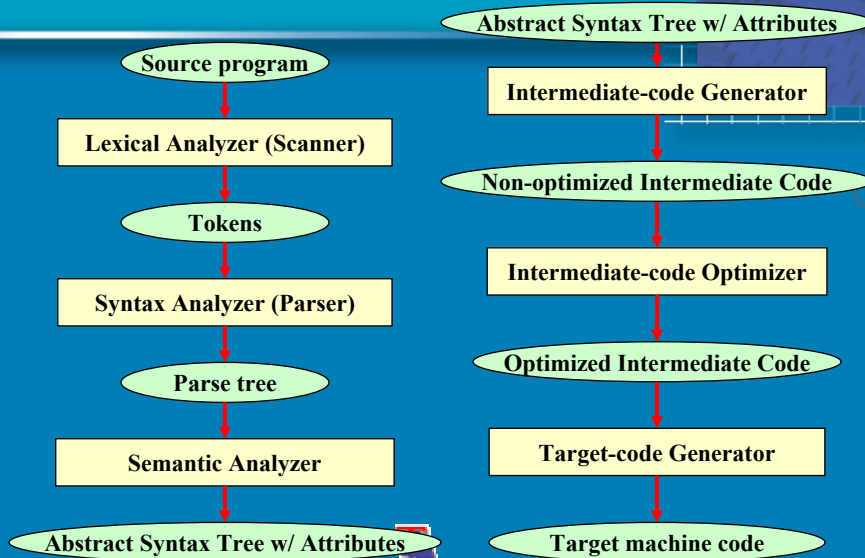 Source program
Lexical Analyzer (Scanner)
Tokens
Syntax Analyzer (Parser)
Parse tree
Semantic Analyzer
Abstract Syntax Tree w/ Attributes
Abstract Syntax Tree w/ Attributes
Intermediate-code Generator
Non-optimized Intermediate Code
Intermediate-code Optimizer
Optimized Intermediate Code
Target-code Generator
Target machine code